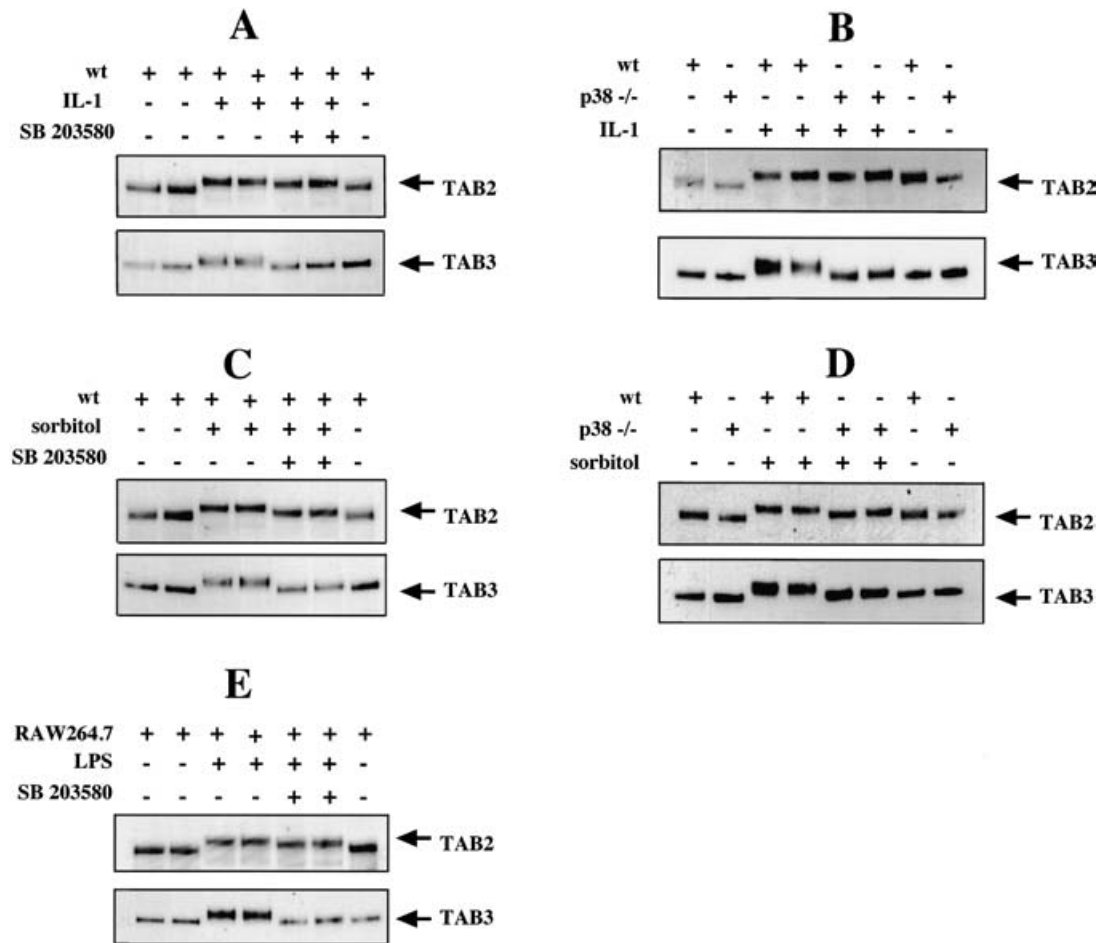 A
wt + + + + + + +
IL-1 - - + + + + -
SB 203580 - - - - + + -
TAB2
TAB3
B
wt + - + + - - + -
p38 -/- - + - - + + - +
IL-1 - - + + + + - -
TAB2
TAB3
C
wt + + + + + + +
sorbitol - - + + + + -
SB 203580 - - - - + + -
TAB2
TAB3
D
wt + - + + - - + -
p38 -/- - + - - + + - +
sorbitol - - + + + + - -
TAB2
TAB3
E
RAW264.7 + + + + + + +
LPS - - + + + + -
SB 203580 - - - - + + -
TAB2
TAB3